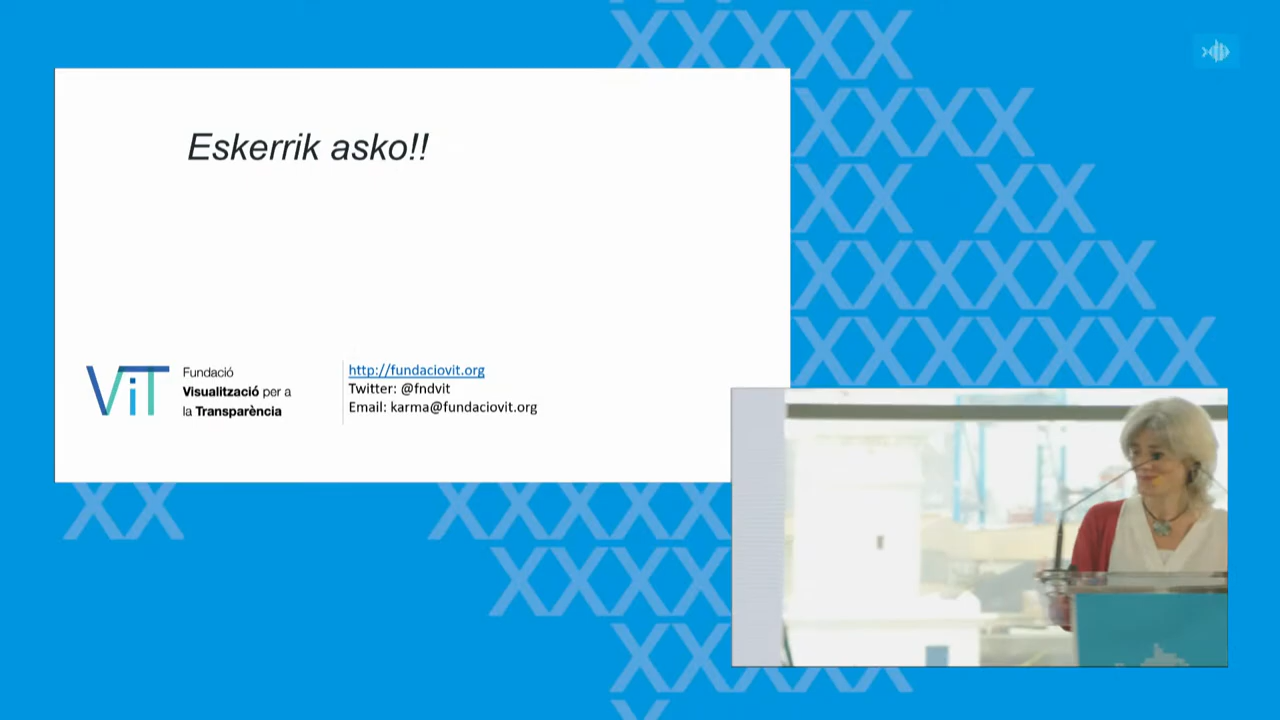 Eskerrik asko!!
ViT
Fundació
Visualització per a
la Transparència
http://fundaciovit.org
Twitter: @fndvit
Email: karma@fundaciovit.org